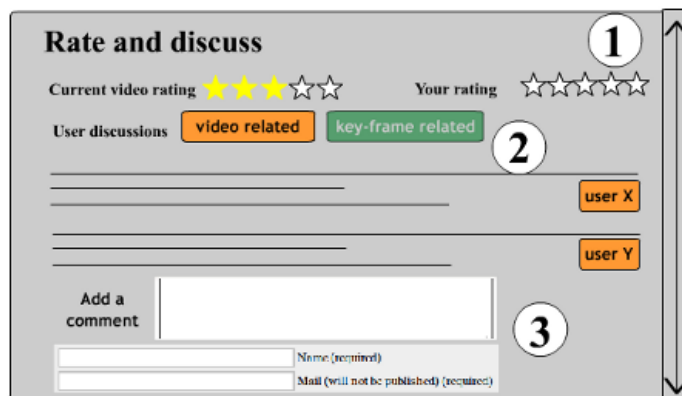 Rate and discuss
1
Current video rating Your rating
User discussions video related key-frame related
2
user X
user Y
Add a
comment
3
Name (required)
Mail (will not be published) (required)